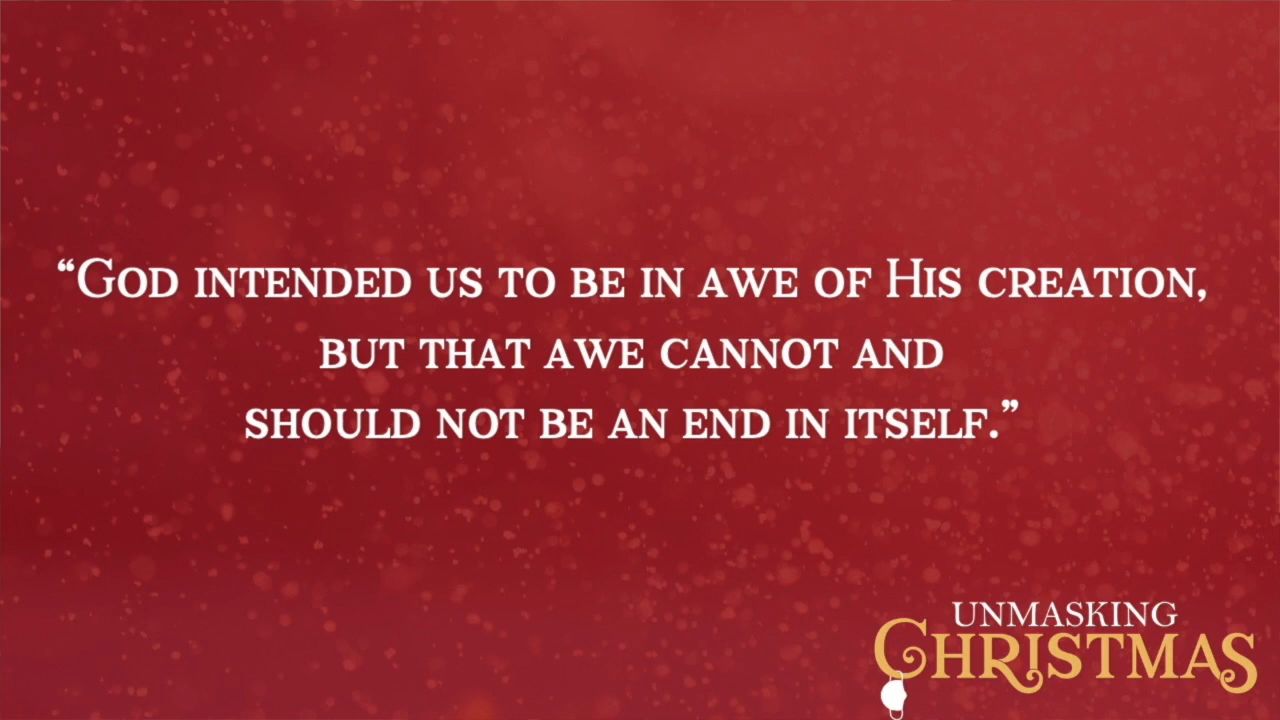 “God intended us to be in awe of His creation,
but that awe cannot and
should not be an end in itself.”
UNMASKING
CHRISTMAS